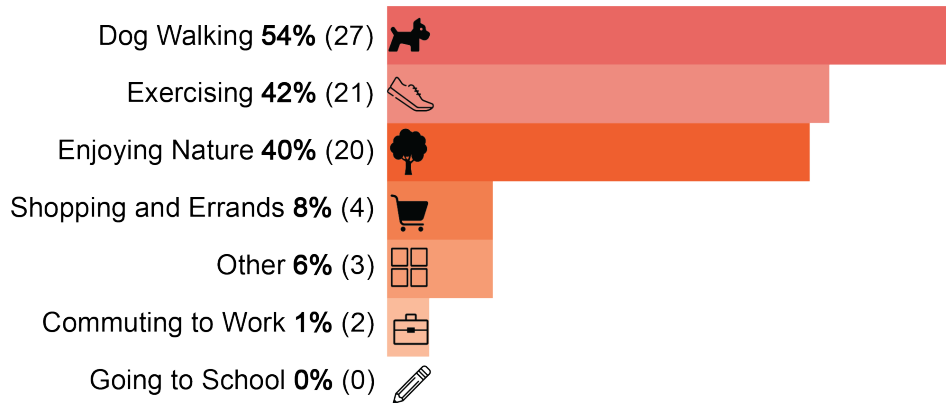 Dog Walking 54% (27)
Exercising 42% (21)
Enjoying Nature 40% (20)
Shopping and Errands 8% (4)
Other 6% (3)
Commuting to Work 1% (2)
Going to School 0% (0)